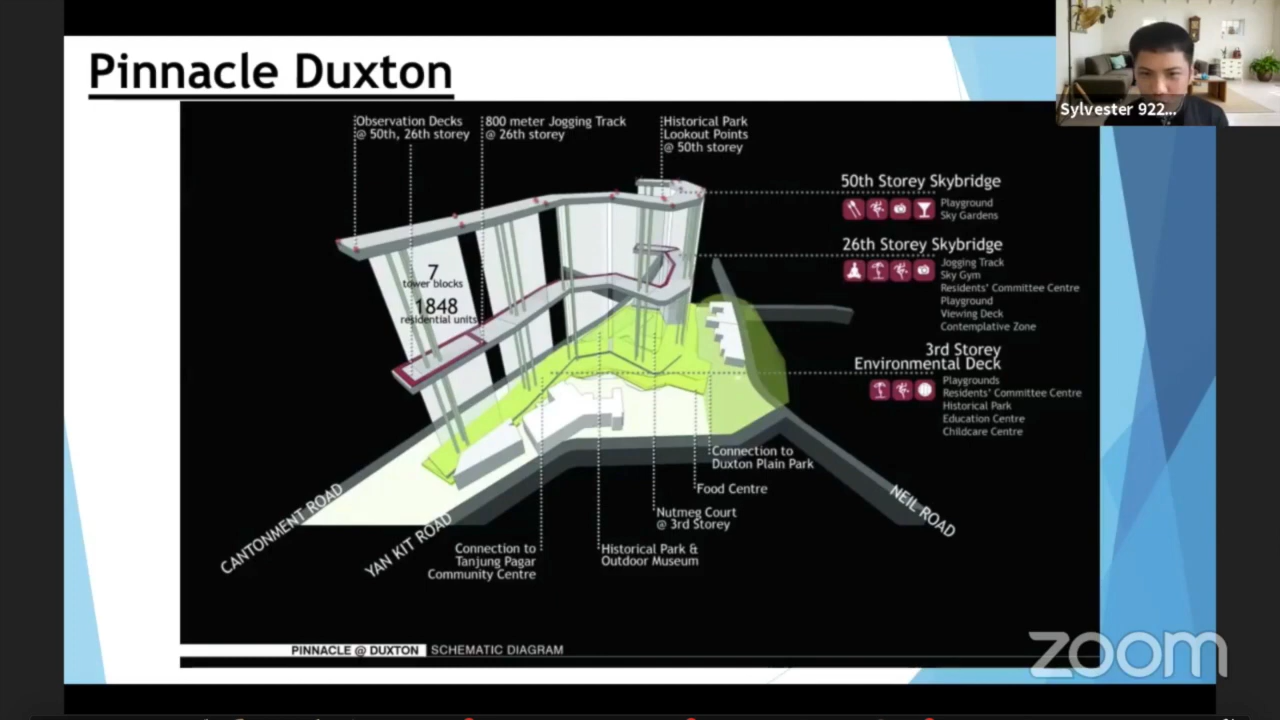 Pinnacle Duxton
Sylvester 922...
Observation Decks
@ 50th, 26th storey
800 meter Jogging Track
@ 26th storey
Historical Park
Lookout Points
@ 50th storey
50th Storey Skybridge
Playground
Sky Gardens
26th Storey Skybridge
Jogging Track
Sky Gym
Residents' Committee Centre
Playground
Viewing Deck
Contemplative Zone
7
tower blocks
1848
residential units
3rd Storey
Environmental Deck
Playgrounds
Residents' Committee Centre
Historical Park
Education Centre
Childcare Centre
Connection to
Duxton Plain Park
Food Centre
Nutmeg Court
@ 3rd Storey
Historical Park &
Outdoor Museum
Connection to
Tanjung Pagar
Community Centre
CANTONMENT ROAD
YAN KIT ROAD
NEIL ROAD
PINNACLE @ DUXTON SCHEMATIC DIAGRAM
zoom